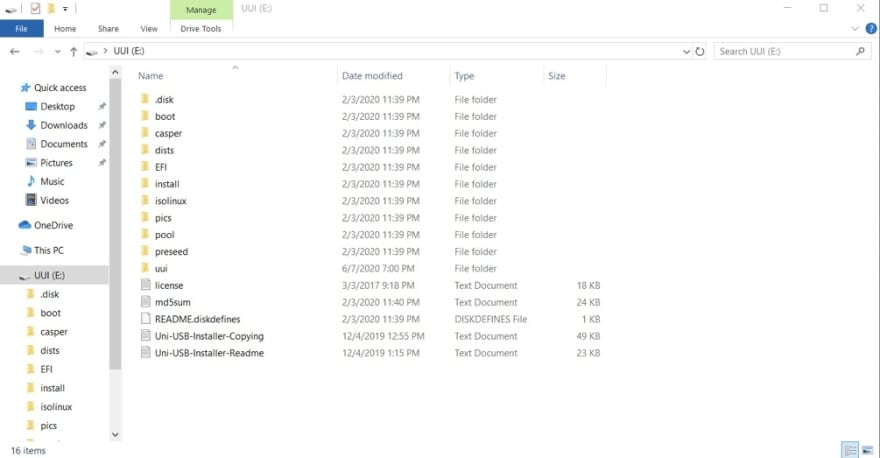 Manage UUI (E:)
File Home Share View Drive Tools
UUI (E:) Search UUI (E:)
Name Date modified Type Size
Quick access
Desktop
Downloads
Documents
Pictures
Music
Videos
OneDrive
This PC
UUI (E:)
.disk
boot
casper
dists
EFI
install
isolinux
pics
.disk 2/3/2020 11:39 PM File folder
boot 2/3/2020 11:39 PM File folder
casper 2/3/2020 11:39 PM File folder
dists 2/3/2020 11:39 PM File folder
EFI 2/3/2020 11:39 PM File folder
install 2/3/2020 11:39 PM File folder
isolinux 2/3/2020 11:39 PM File folder
pics 2/3/2020 11:39 PM File folder
pool 2/3/2020 11:39 PM File folder
preseed 2/3/2020 11:39 PM File folder
uui 6/7/2020 7:00 PM File folder
license 3/3/2017 9:18 PM Text Document 18 KB
md5sum 2/3/2020 11:40 PM Text Document 24 KB
README.diskdefines 2/3/2020 11:39 PM DISKDEFINES File 1 KB
Uni-USB-Installer-Copying 12/4/2019 12:55 PM Text Document 49 KB
Uni-USB-Installer-Readme 12/4/2019 1:15 PM Text Document 23 KB
16 items